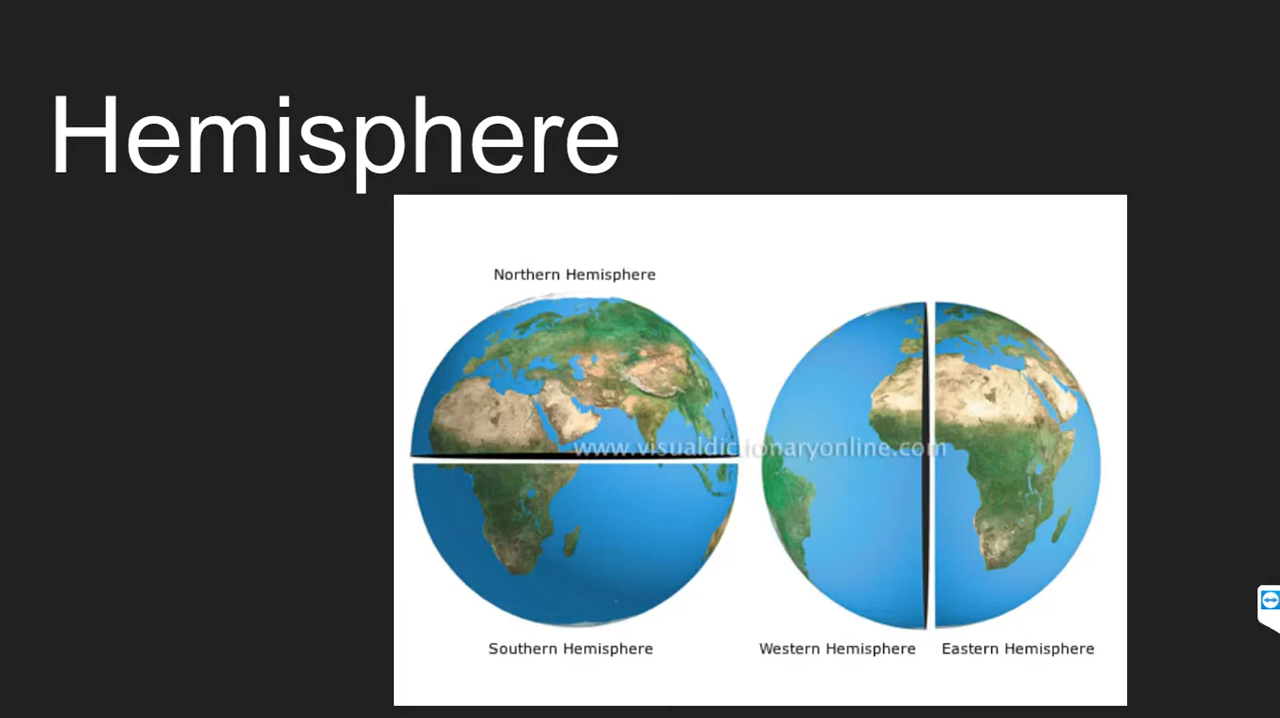 Hemisphere
Northern Hemisphere
www.visualdictionaryonline.com
Southern Hemisphere
Western Hemisphere
Eastern Hemisphere